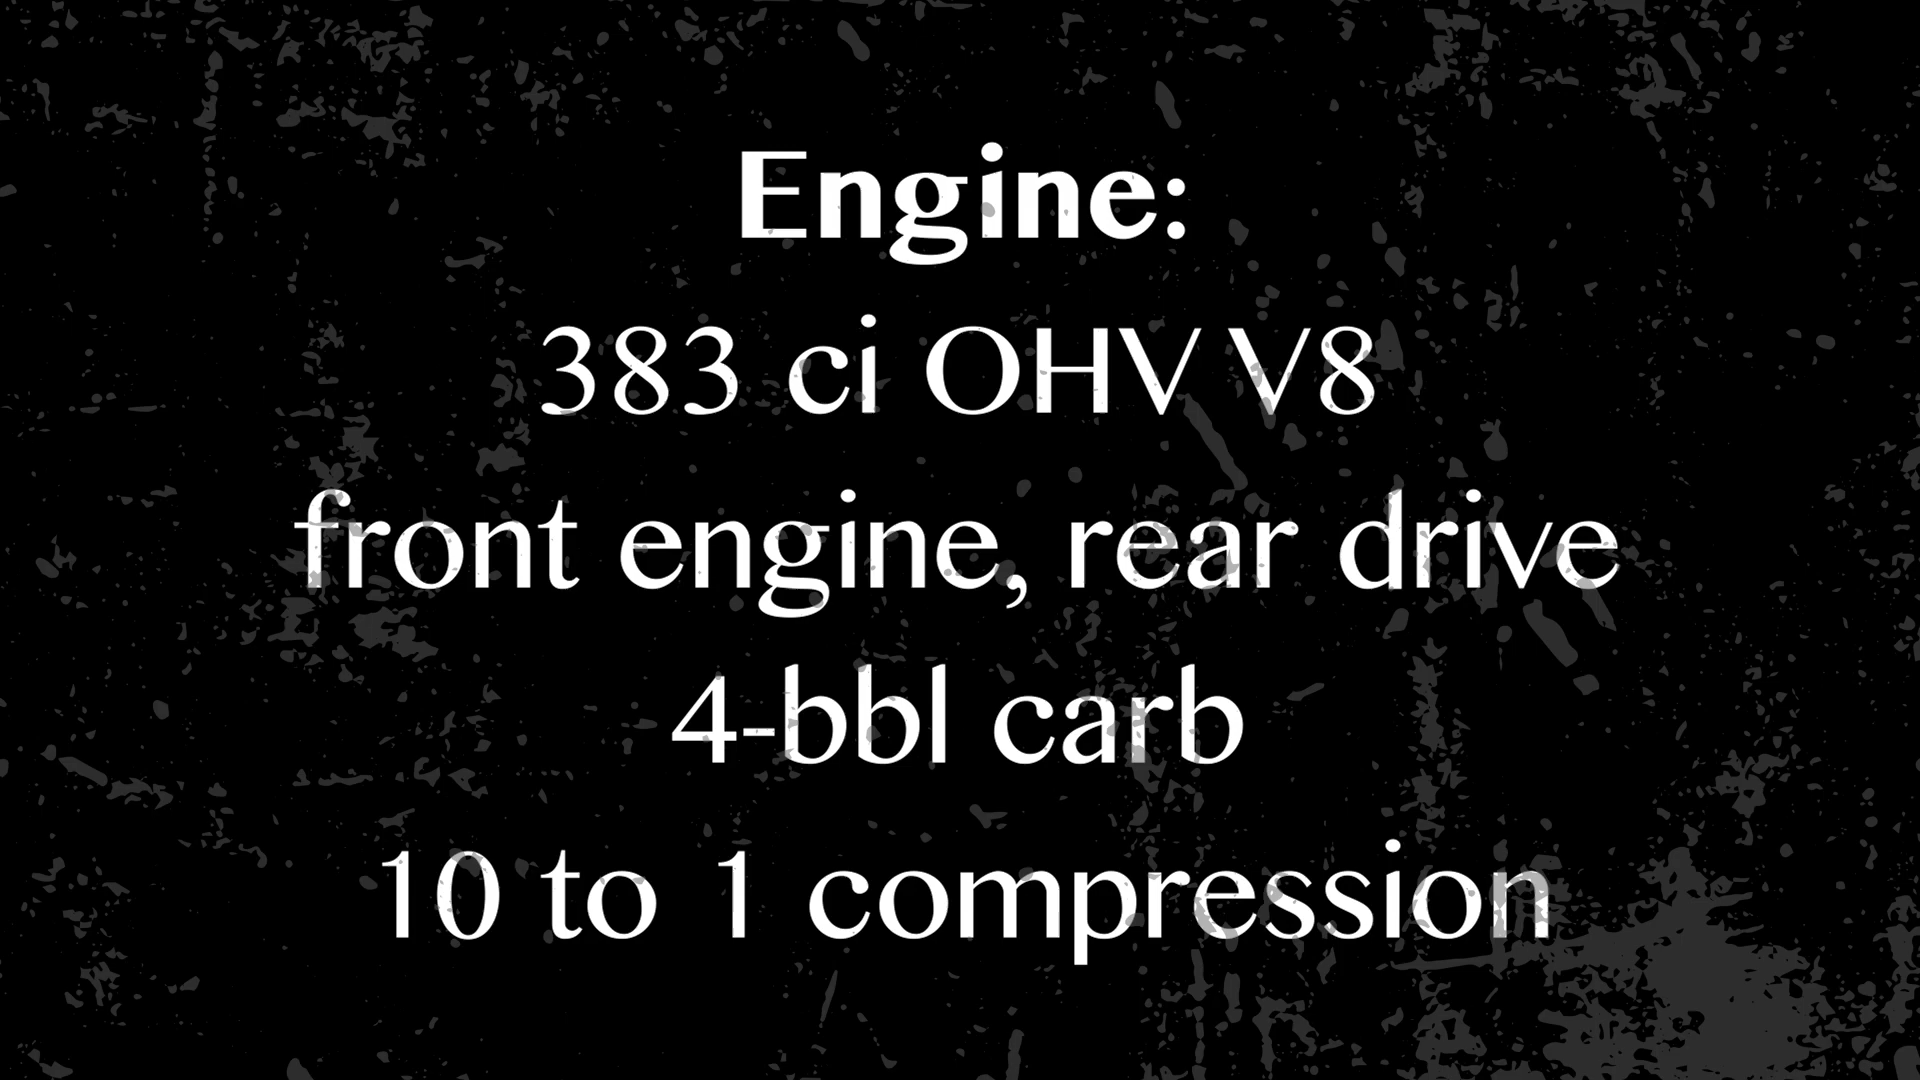 Engine:
383 ci OHV V8
front engine, rear drive
4-bbl carb
10 to 1 compression